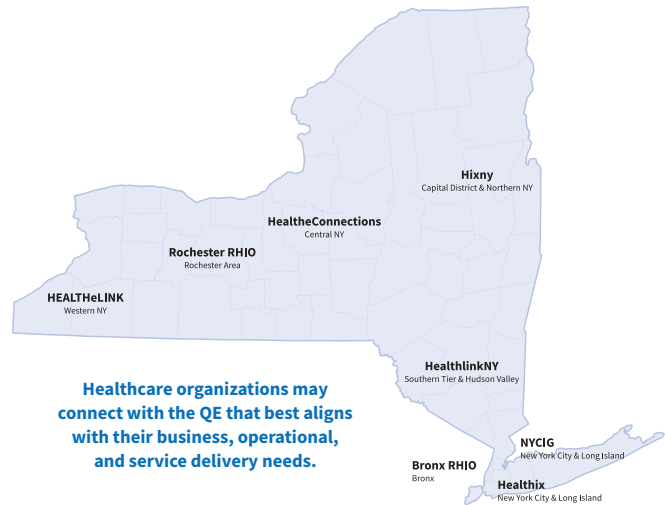 Hixny
Capital District & Northern NY
HealtheConnections
Central NY
Rochester RHIO
Rochester Area
HEALTHeLINK
Western NY
HealthlinkNY
Southern Tier & Hudson Valley
Healthcare organizations may
connect with the QE that best aligns
with their business, operational,
and service delivery needs.
NYCIG
New York City & Long Island
Bronx RHIO
Bronx
Healthix
New York City & Long Island